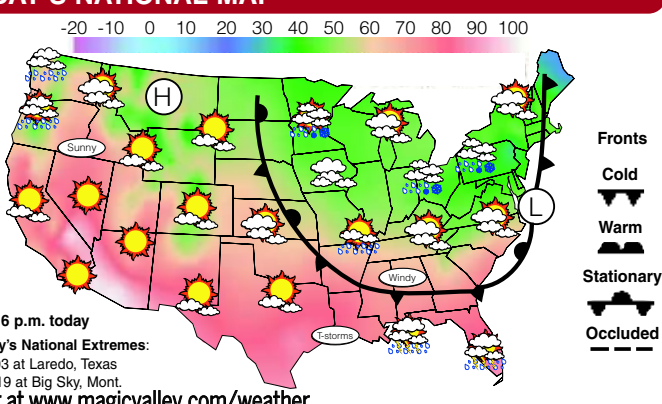 NATIONAL MAP
-20 -10 0 10 20 30 40 50 60 70 80 90 100
H
Sunny
L
Windy
T-storms
Fronts
Cold
Warm
Stationary
Occluded
6 p.m. today
National Extremes:
at Laredo, Texas
19 at Big Sky, Mont.
at www.magicvalley.com/weather